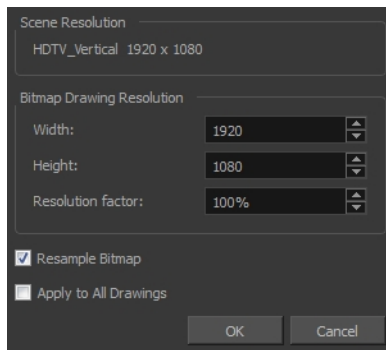 Scene Resolution
HDTV_Vertical 1920 x 1080
Bitmap Drawing Resolution
Width: 1920
Height: 1080
Resolution factor: 100%
Resample Bitmap
Apply to All Drawings
OK Cancel